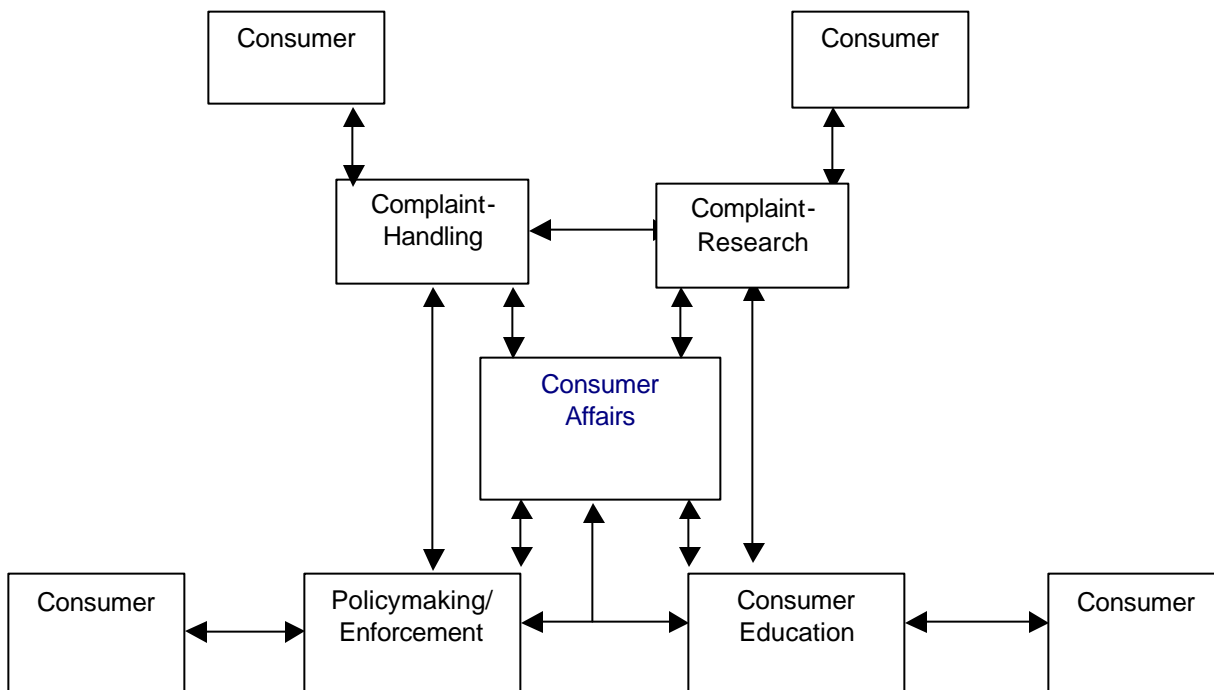 Consumer
Consumer
Complaint-
Handling
Complaint-
Research
Consumer
Affairs
Consumer
Policymaking/
Enforcement
Consumer
Education
Consumer